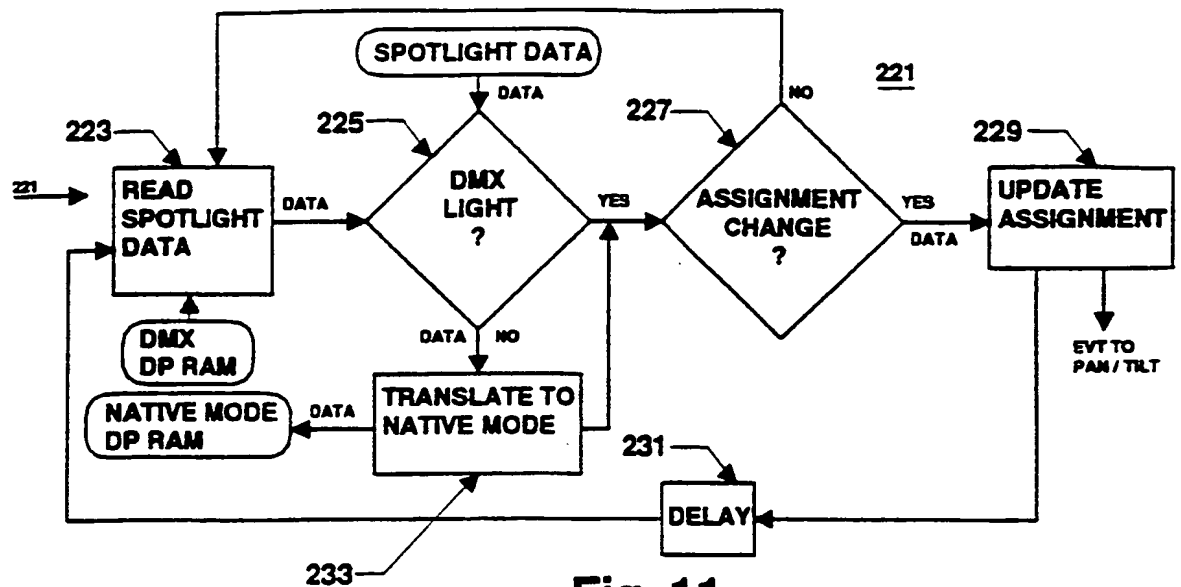 SPOTLIGHT DATA
DATA
NO
221
223
225
227
229
221
READ
SPOTLIGHT
DATA
DATA
DMX
LIGHT
?
YES
ASSIGNMENT
CHANGE
?
YES
DATA
UPDATE
ASSIGNMENT
DMX
DP RAM
DATA NO
EVT TO
PAN / TILT
NATIVE MODE
DP RAM
DATA
TRANSLATE TO
NATIVE MODE
231
DELAY
233
Fig. 11